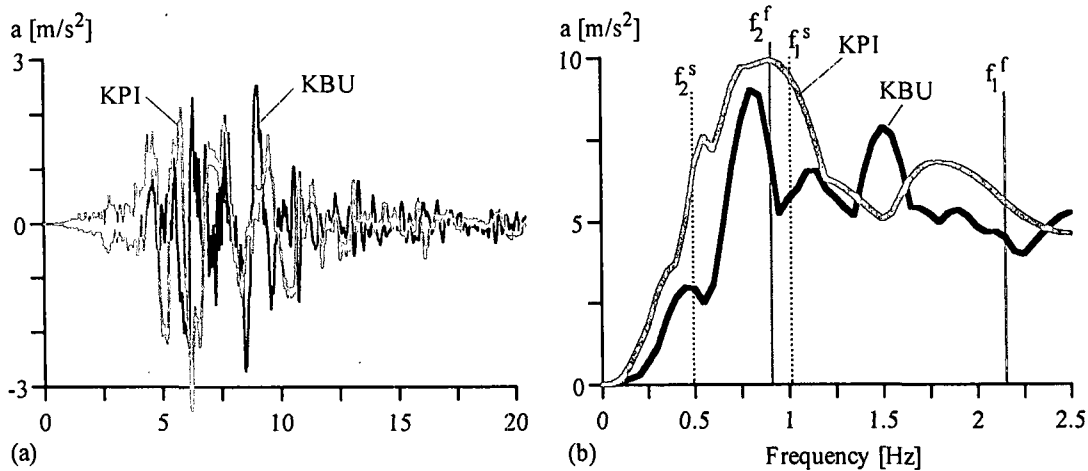 a [m/s²]
3
0
-3
KPI
KBU
0 5 10 15 20
(a)
a [m/s²]
10
5
0
f₂ˢ
f₂ᶠ
f₁ˢ
KPI
KBU
f₁ᶠ
0 0.5 1 1.5 2 2.5
(b) Frequency [Hz]